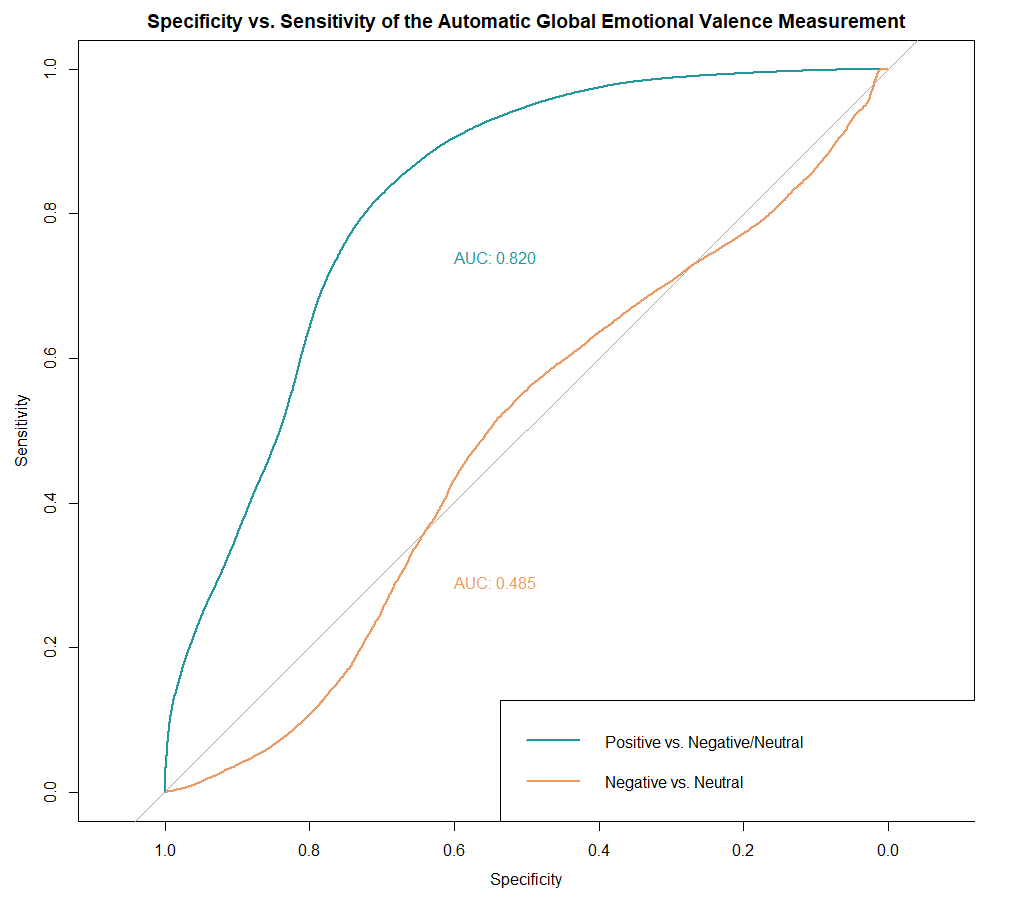 Specificity vs. Sensitivity of the Automatic Global Emotional Valence Measurement
1.0
0.8
0.6
0.4
0.2
0.0
Sensitivity
AUC: 0.820
AUC: 0.485
Positive vs. Negative/Neutral
Negative vs. Neutral
1.0 0.8 0.6 0.4 0.2 0.0
Specificity